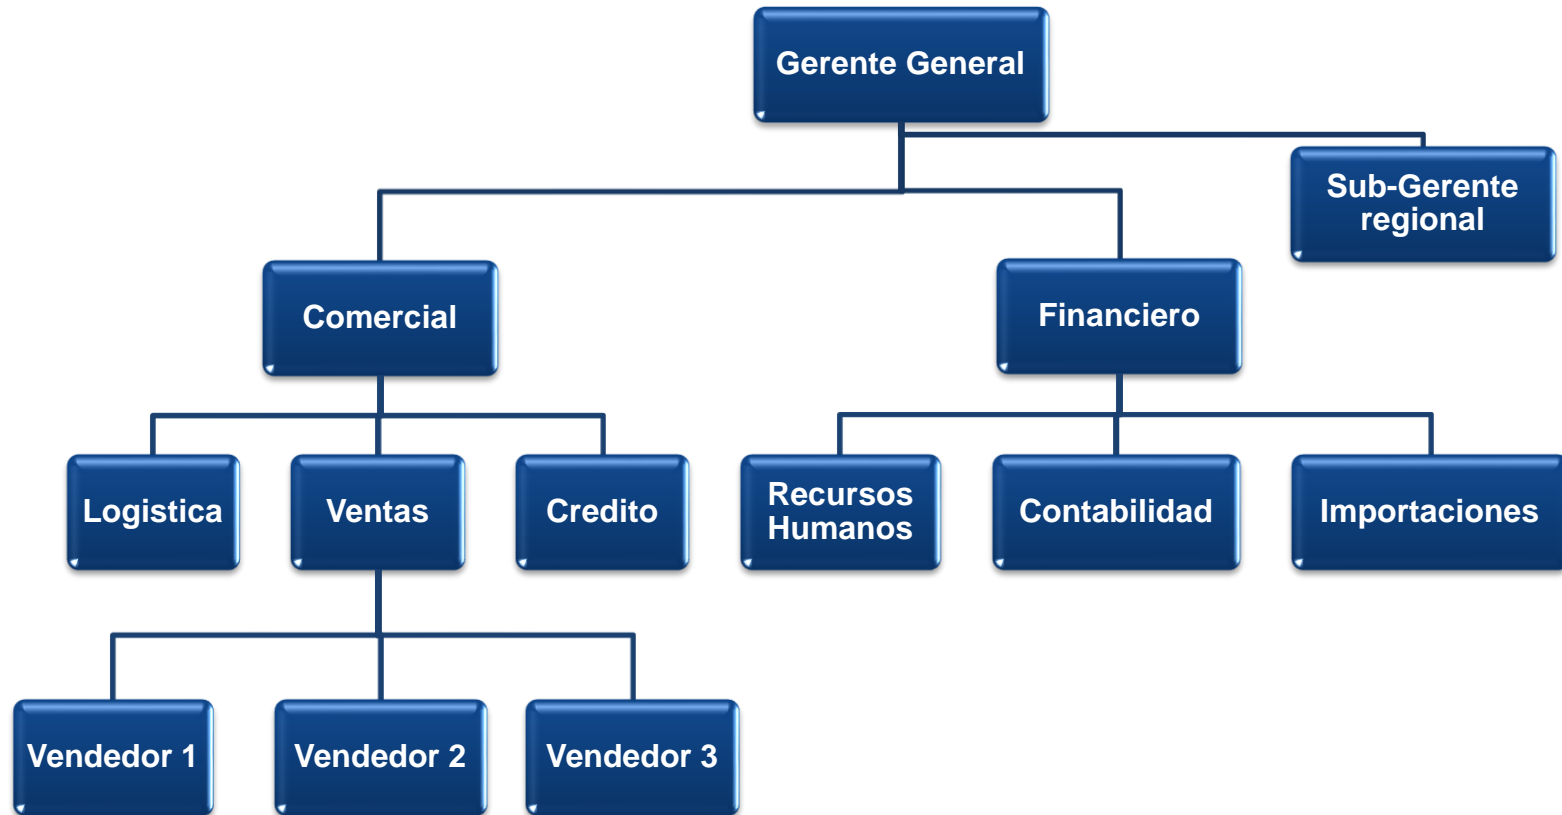 Gerente General
Sub-Gerente
regional
Comercial
Financiero
Logistica
Ventas
Credito
Recursos
Humanos
Contabilidad
Importaciones
Vendedor 1
Vendedor 2
Vendedor 3